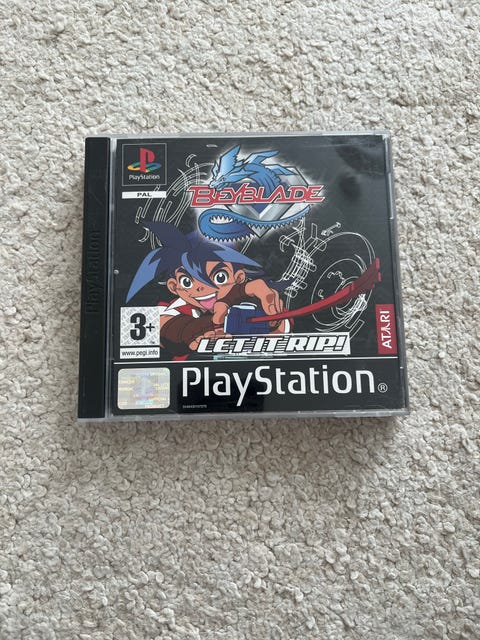 PlayStation
PlayStation
PAL
BEYBLADE
3+
www.pegi.info
LET IT RIP!
ATARI
PlayStation®